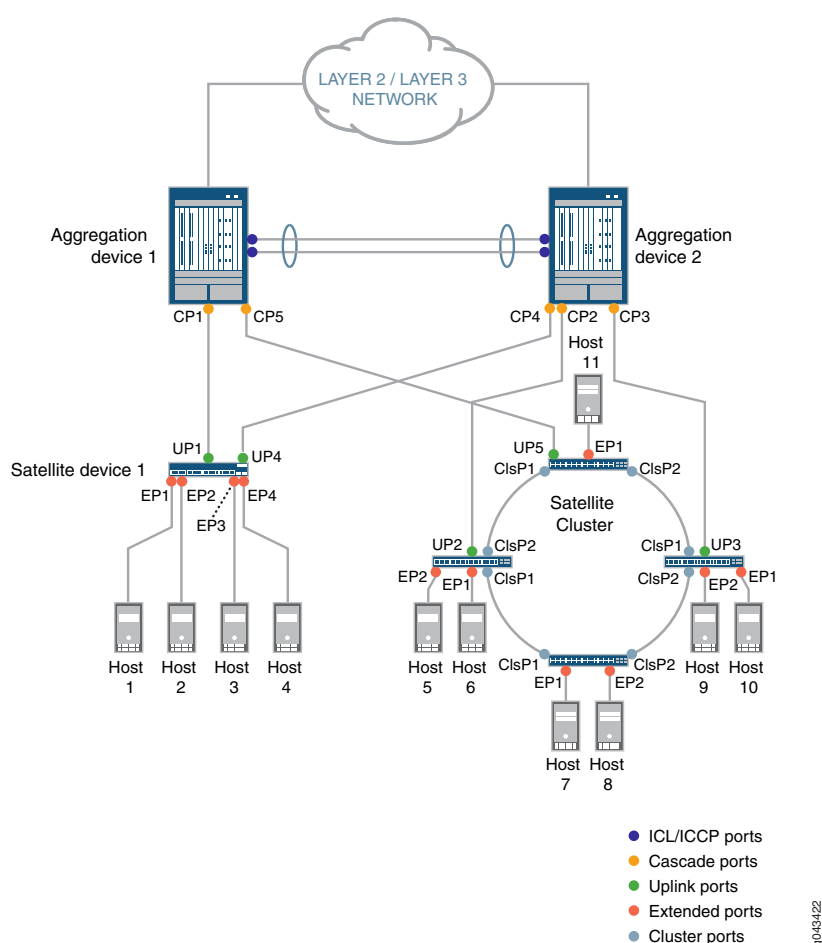 LAYER 2 / LAYER 3
NETWORK
Aggregation
device 1
Aggregation
device 2
CP1
CP5
CP4
CP2
CP3
Host
11
UP1
UP4
UP5
EP1
Satellite device 1
ClsP1
ClsP2
EP1
EP2
EP3
EP4
Satellite
Cluster
UP2
ClsP2
ClsP1
UP3
EP2
EP1
ClsP1
ClsP2
EP2
EP1
Host
1
Host
2
Host
3
Host
4
Host
5
Host
6
ClsP1
ClsP2
EP1
EP2
Host
9
Host
10
Host
7
Host
8
ICL/ICCP ports
Cascade ports
Uplink ports
Extended ports
Cluster ports